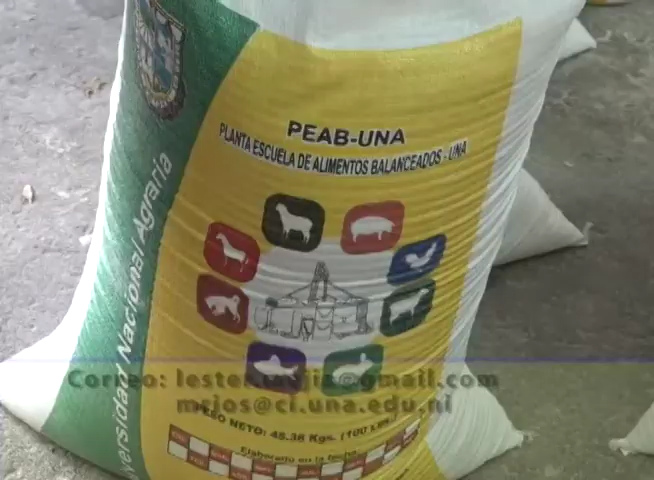 PEAB-UNA
PLANTA ESCUELA DE ALIMENTOS BALANCEADOS - UNA
Universidad Nacional Agraria
Correo:
mrios@ci.una.edu.ni
PESO NETO: 45.36 Kgs. (100 Lbs.)
Elaborado en la fecha